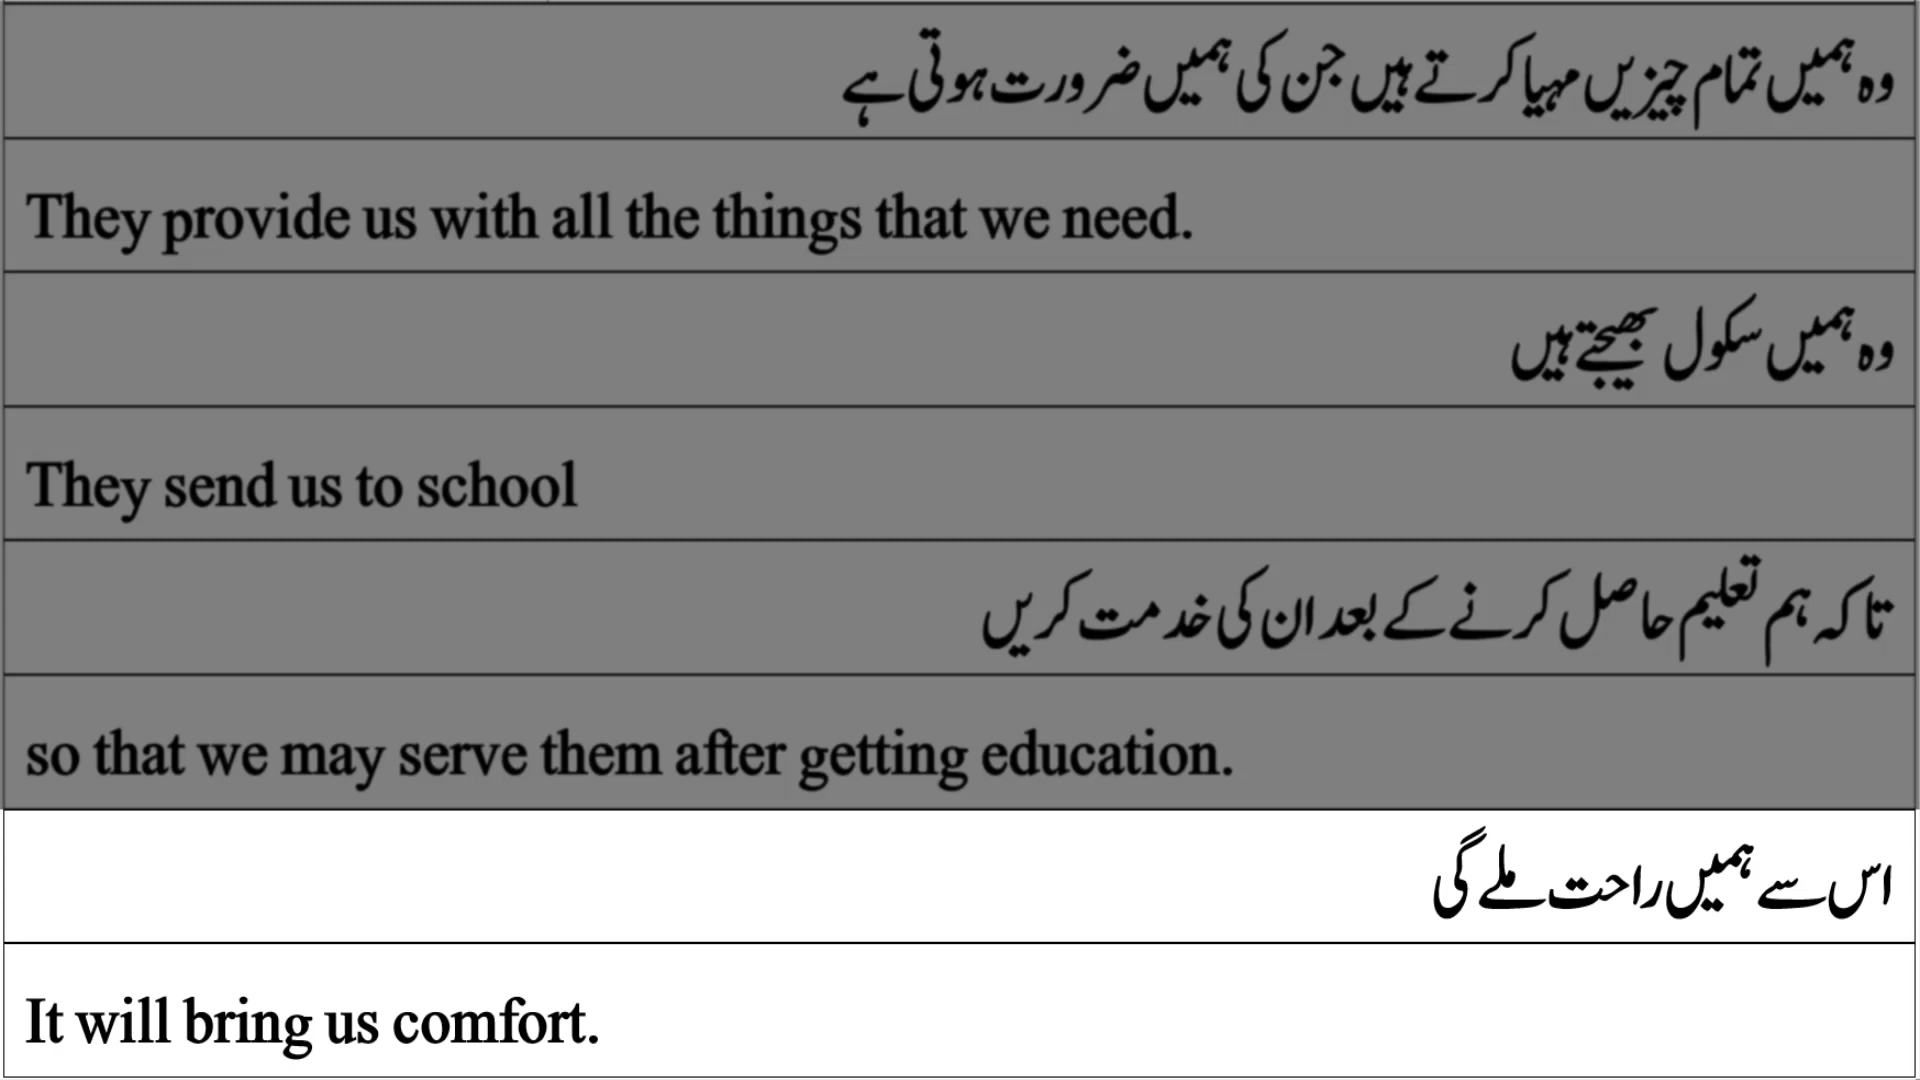 وہ ہمیں تمام چیزیں مہیا کرتے ہیں جن کی ہمیں ضرورت ہوتی ہے
They provide us with all the things that we need.
وہ ہمیں سکول بھیجتے ہیں
They send us to school
تاکہ ہم تعلیم حاصل کرنے کے بعد ان کی خدمت کریں
so that we may serve them after getting education.
اس سے ہمیں راحت ملے گی
It will bring us comfort.